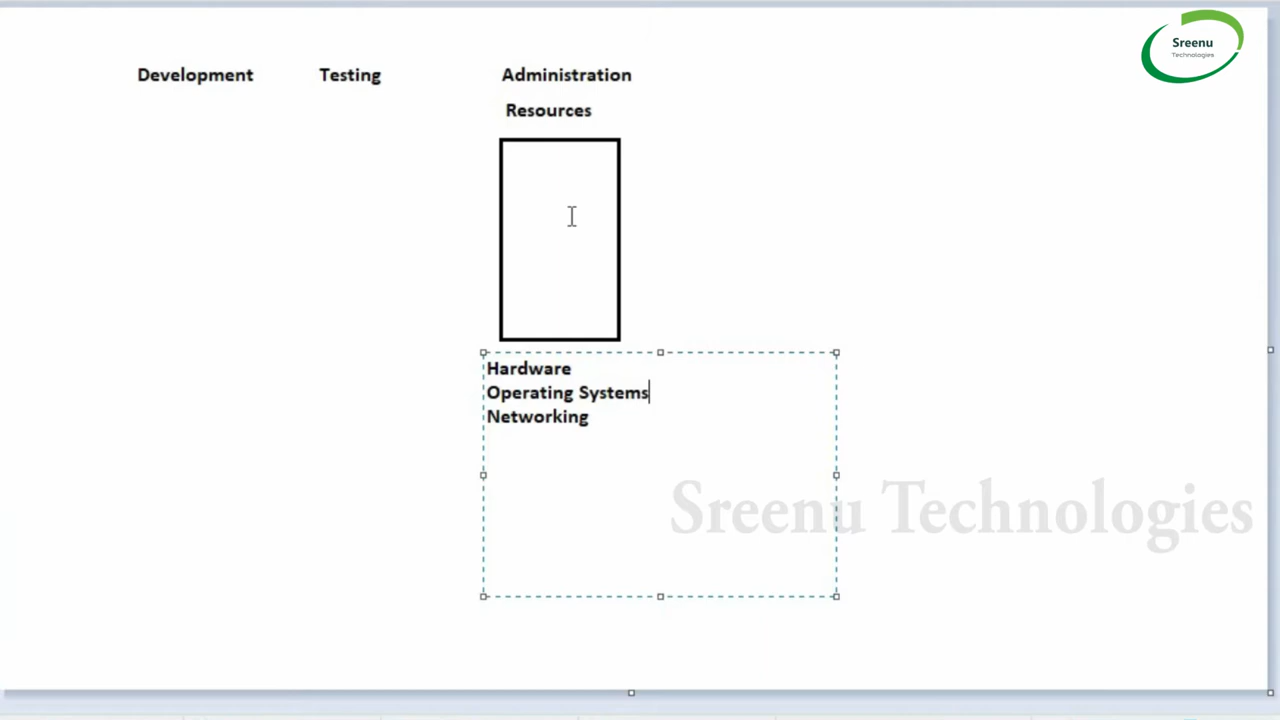 Sreenu
Technologies
Development Testing Administration
Resources
Hardware
Operating Systems
Networking
Sreenu Technologies